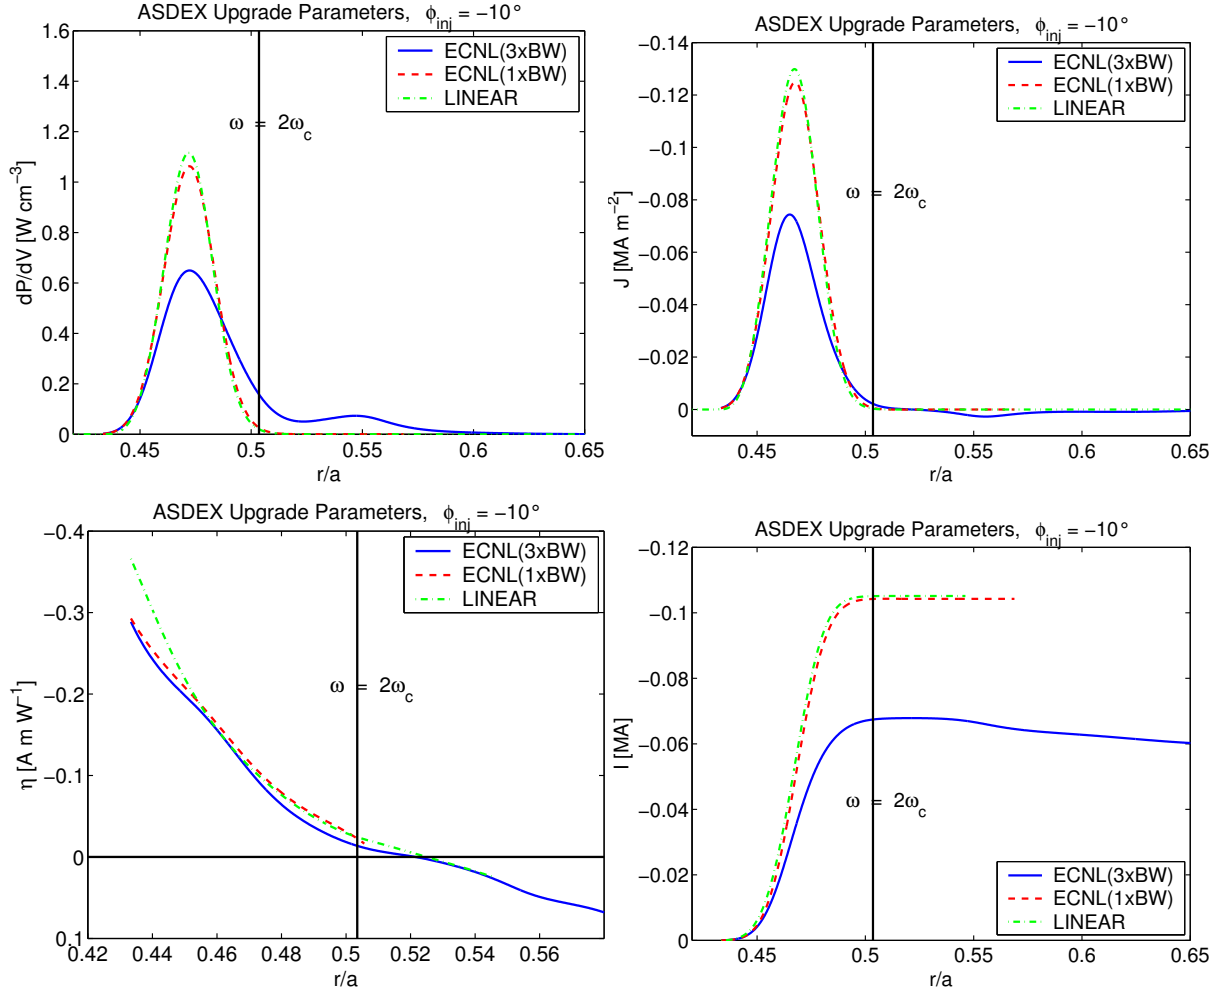 ASDEX Upgrade Parameters, ϕinj = −10°
1.6
1.4
1.2
1
0.8
0.6
0.4
0.2
0
dP/dV [W cm−3]
ECNL(3xBW)
ECNL(1xBW)
LINEAR
ω = 2ωc
0.45 0.5 0.55 0.6 0.65
r/a
ASDEX Upgrade Parameters, ϕinj = −10°
−0.14
−0.12
−0.1
−0.08
−0.06
−0.04
−0.02
0
J [MA m−2]
ECNL(3xBW)
ECNL(1xBW)
LINEAR
ω = 2ωc
0.45 0.5 0.55 0.6 0.65
r/a
ASDEX Upgrade Parameters, ϕinj = −10°
−0.4
−0.3
−0.2
−0.1
0
0.1
η [A m W−1]
ECNL(3xBW)
ECNL(1xBW)
LINEAR
ω = 2ωc
0.42 0.44 0.46 0.48 0.5 0.52 0.54 0.56
r/a
ASDEX Upgrade Parameters, ϕinj = −10°
−0.12
−0.1
−0.08
−0.06
−0.04
−0.02
0
I [MA]
ω = 2ωc
ECNL(3xBW)
ECNL(1xBW)
LINEAR
0.45 0.5 0.55 0.6 0.65
r/a